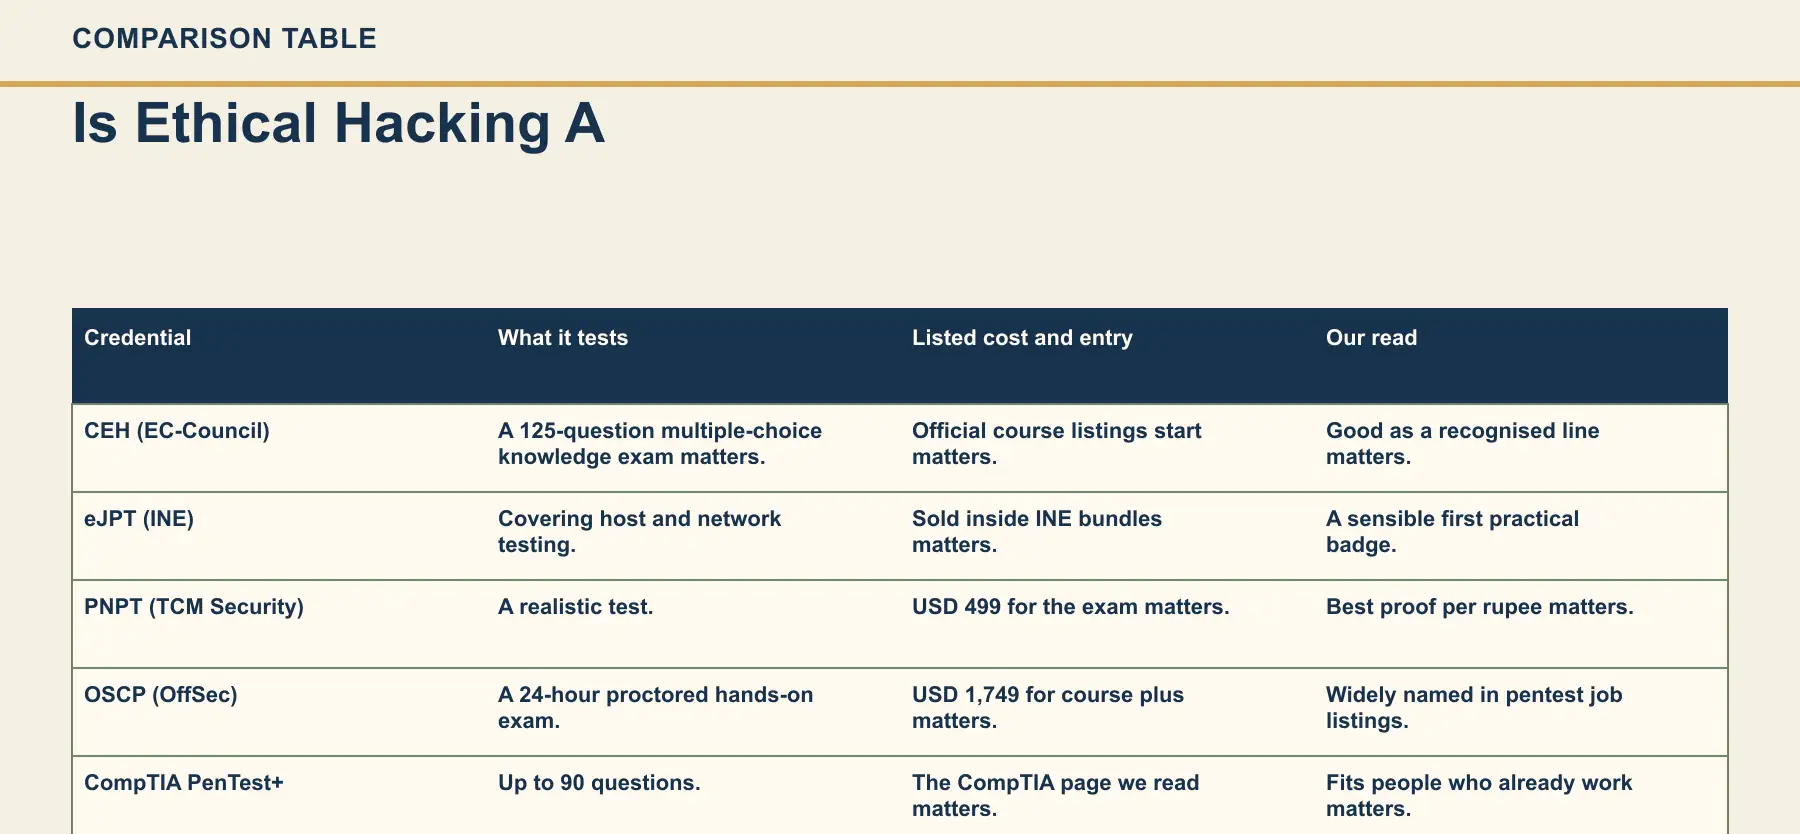 COMPARISON TABLE
Is Ethical Hacking A
Credential
What it tests
Listed cost and entry
Our read
CEH (EC-Council)
A 125-question multiple-choice
knowledge exam matters.
Official course listings start
matters.
Good as a recognised line
matters.
eJPT (INE)
Covering host and network
testing.
Sold inside INE bundles
matters.
A sensible first practical
badge.
PNPT (TCM Security)
A realistic test.
USD 499 for the exam matters.
Best proof per rupee matters.
OSCP (OffSec)
A 24-hour proctored hands-on
exam.
USD 1,749 for course plus
matters.
Widely named in pentest job
listings.
CompTIA PenTest+
Up to 90 questions.
The CompTIA page we read
matters.
Fits people who already work
matters.